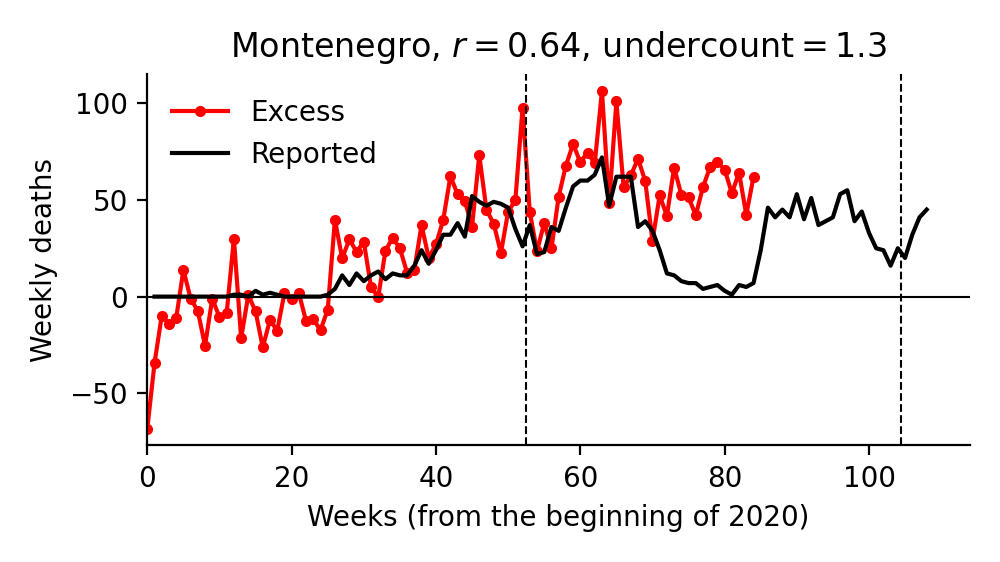 Montenegro, r = 0.64, undercount = 1.3
Excess
Reported
Weekly deaths
100
50
0
−50
0 20 40 60 80 100
Weeks (from the beginning of 2020)